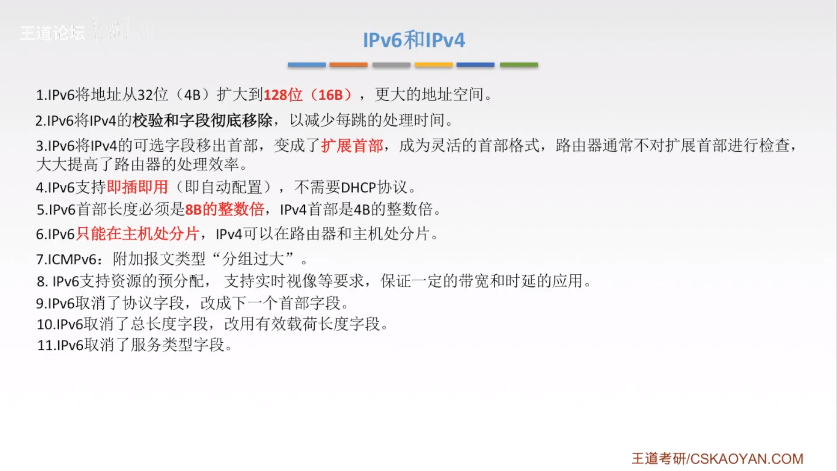 王道论坛
IPv6和IPv4
1.IPv6将地址从32位（4B）扩大到128位（16B），更大的地址空间。
2.IPv6将IPv4的校验和字段彻底移除，以减少每跳的处理时间。
3.IPv6将IPv4的可选字段移出首部，变成了扩展首部，成为灵活的首部格式，路由器通常不对扩展首部进行检查，
大大提高了路由器的处理效率。
4.IPv6支持即插即用（即自动配置），不需要DHCP协议。
5.IPv6首部长度必须是8B的整数倍，IPv4首部是4B的整数倍。
6.IPv6只能在主机处分片，IPv4可以在路由器和主机处分片。
7.ICMPv6：附加报文类型“分组过大”。
8. IPv6支持资源的预分配， 支持实时视像等要求，保证一定的带宽和时延的应用。
9.IPv6取消了协议字段，改成下一个首部字段。
10.IPv6取消了总长度字段，改用有效载荷长度字段。
11.IPv6取消了服务类型字段。
王道考研/CSKAOYAN.COM